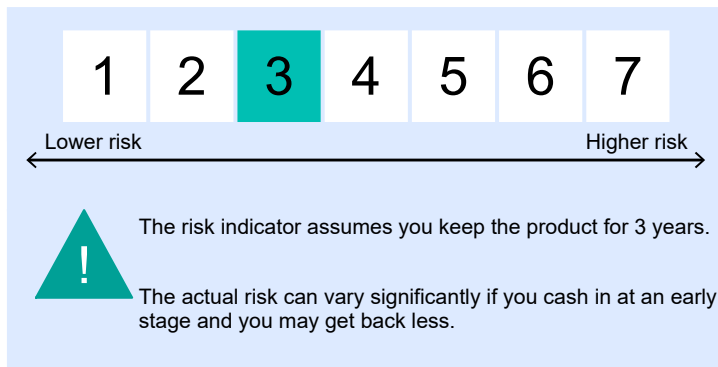 1 2 3 4 5 6 7
Lower risk Higher risk
The risk indicator assumes you keep the product for 3 years.
!
The actual risk can vary significantly if you cash in at an early
stage and you may get back less.